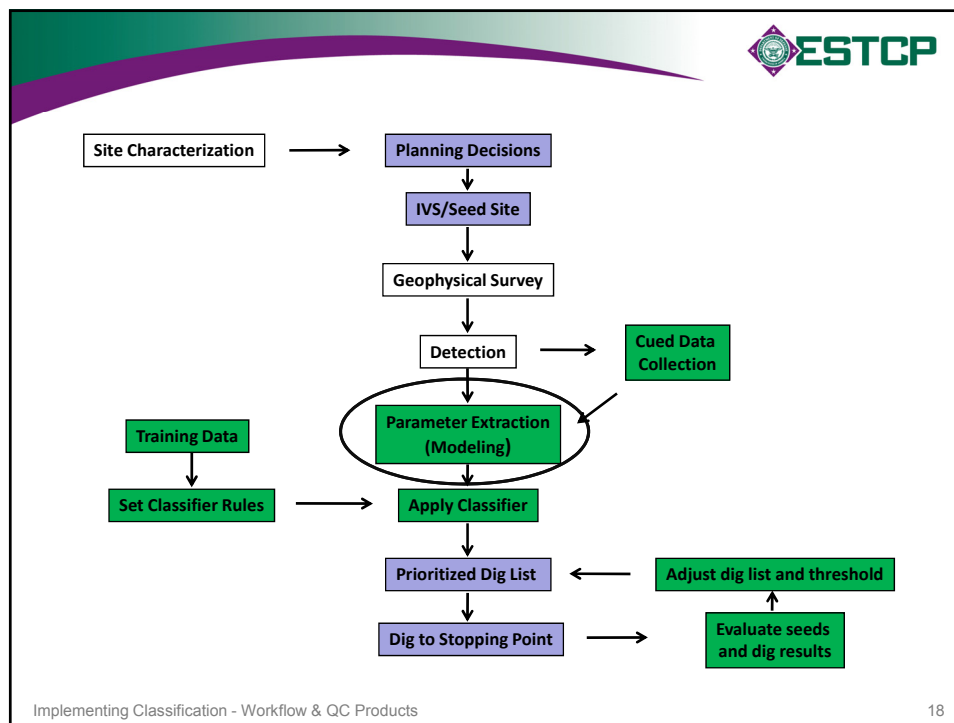 ESTCP
Site Characterization
Planning Decisions
IVS/Seed Site
Geophysical Survey
Detection
Cued Data
Collection
Parameter Extraction
(Modeling)
Training Data
Set Classifier Rules
Apply Classifier
Prioritized Dig List
Adjust dig list and threshold
Dig to Stopping Point
Evaluate seeds
and dig results
Implementing Classification - Workflow & QC Products
18